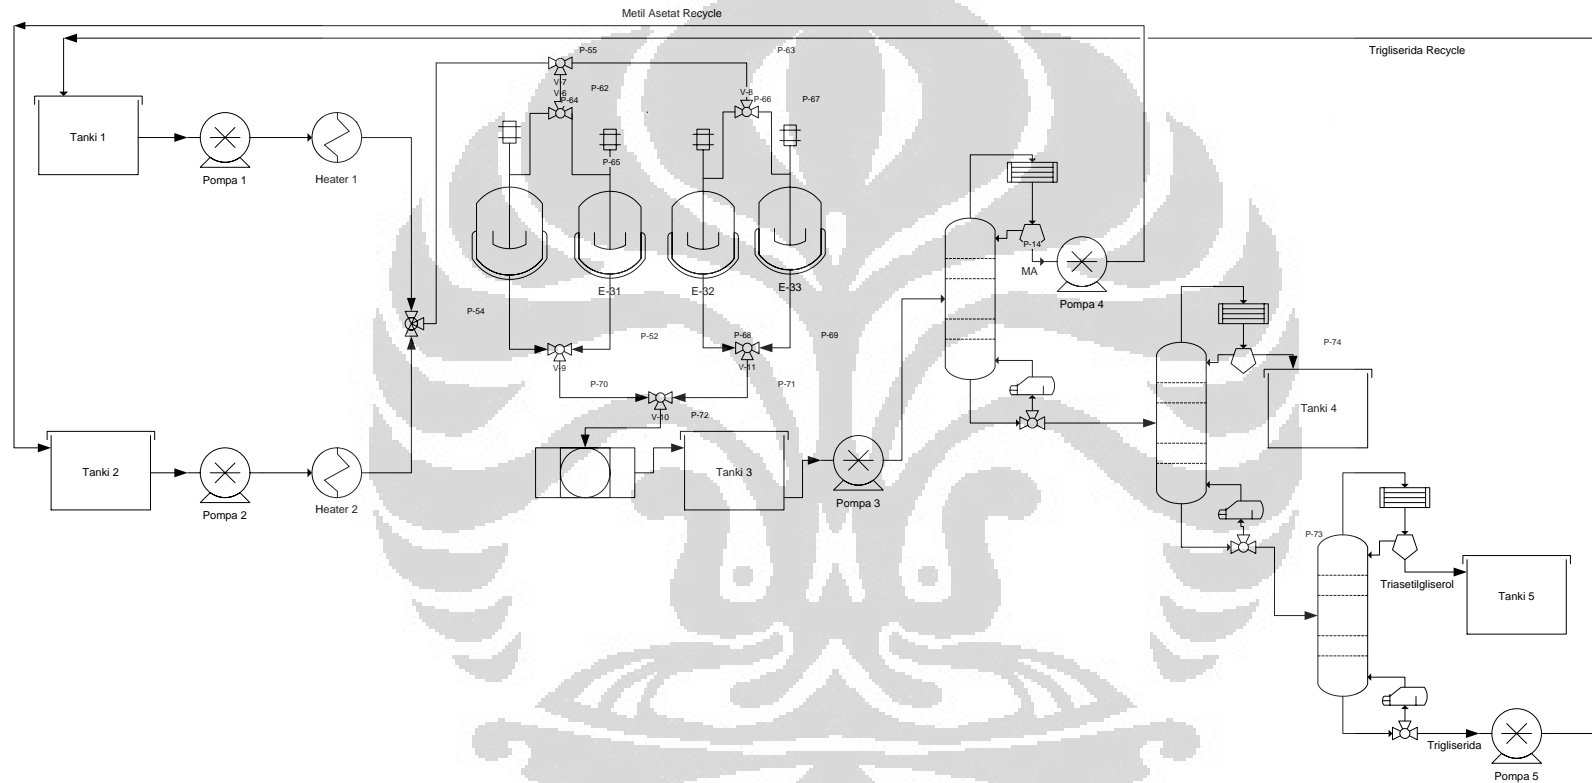 Metil Asetat Recycle
Trigliserida Recycle
P-55
P-63
V-7
V-6
P-62
P-64
V-8
P-66
P-67
Tanki 1
Pompa 1
Heater 1
P-65
E-31
E-32
E-33
P-14
MA
Pompa 4
P-54
P-52
P-68
P-69
V-9
V-11
P-70
P-71
V-10
P-72
P-74
Tanki 4
Tanki 2
Pompa 2
Heater 2
Tanki 3
Pompa 3
P-73
Triasetilgliserol
Tanki 5
Trigliserida
Pompa 5